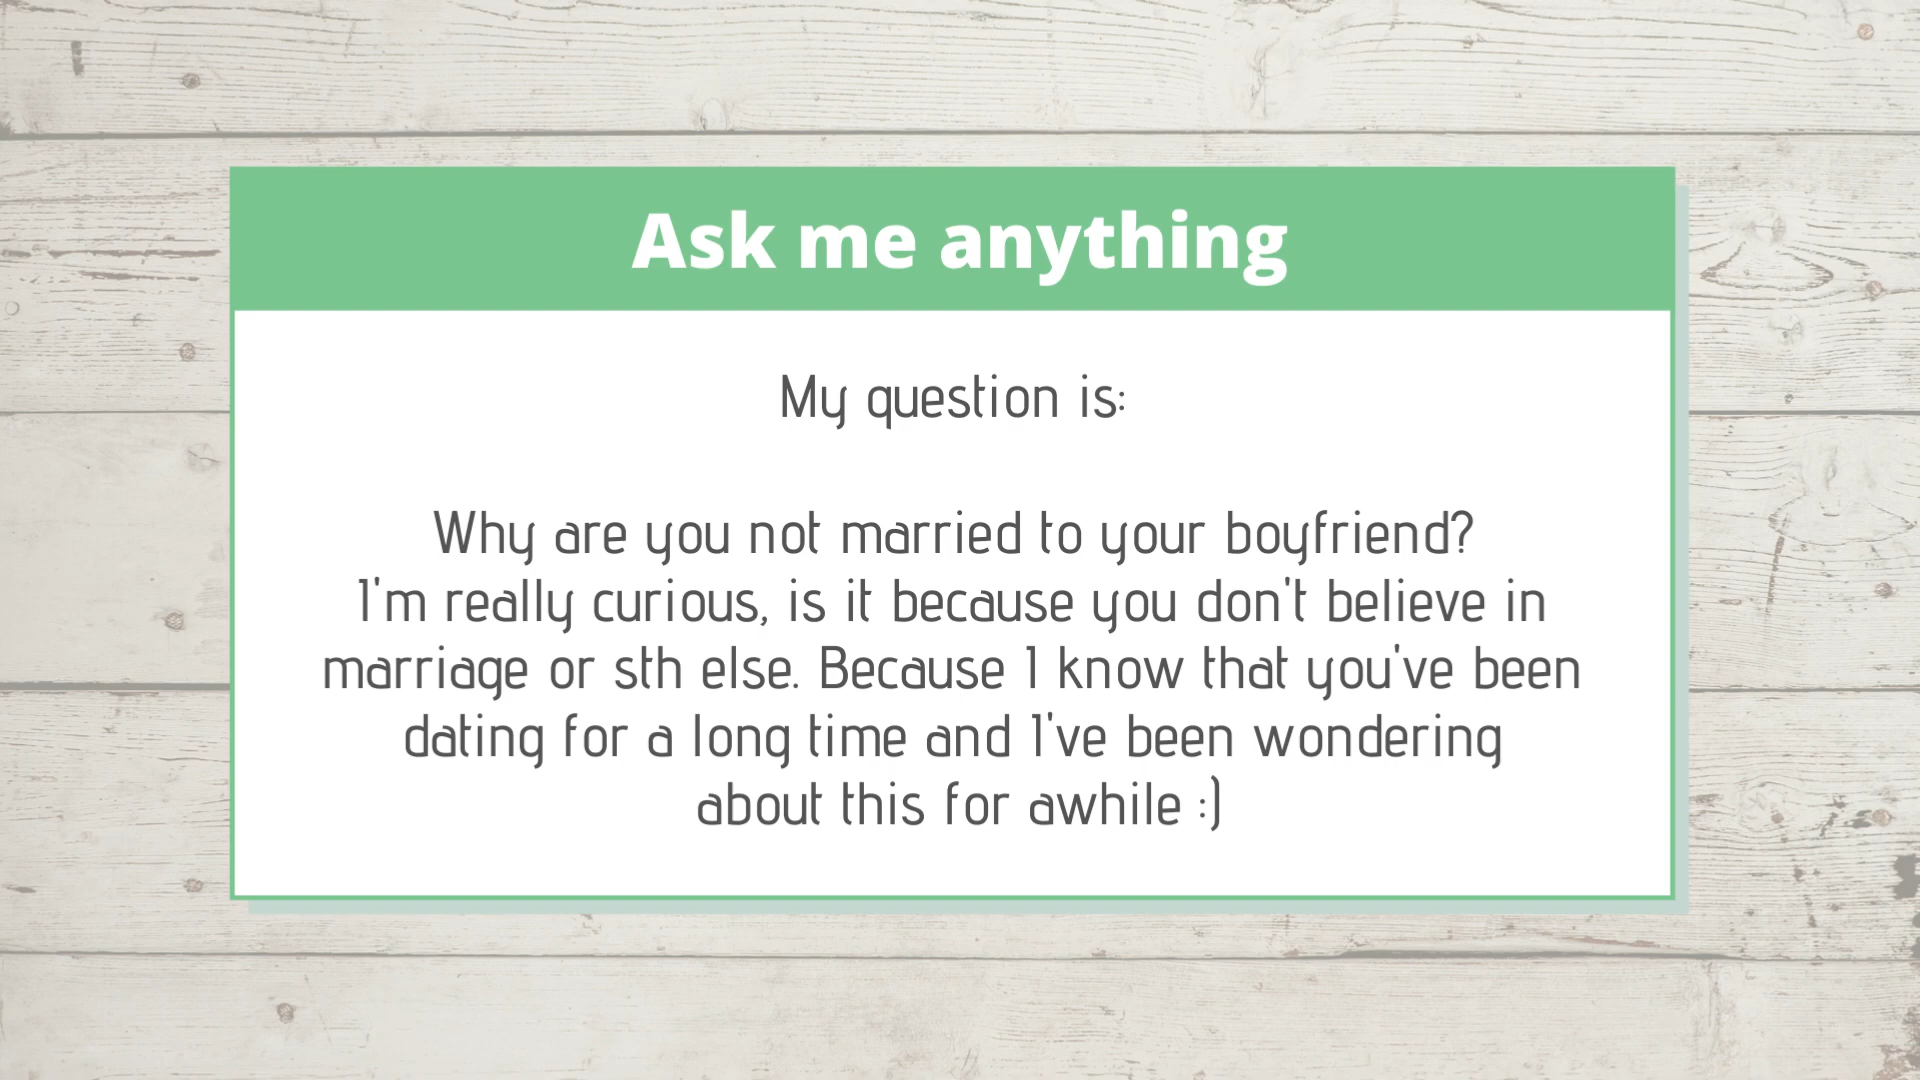 Ask me anything
My question is:
Why are you not married to your boyfriend?
I'm really curious, is it because you don't believe in
marriage or sth else. Because I know that you've been
dating for a long time and I've been wondering
about this for awhile :)